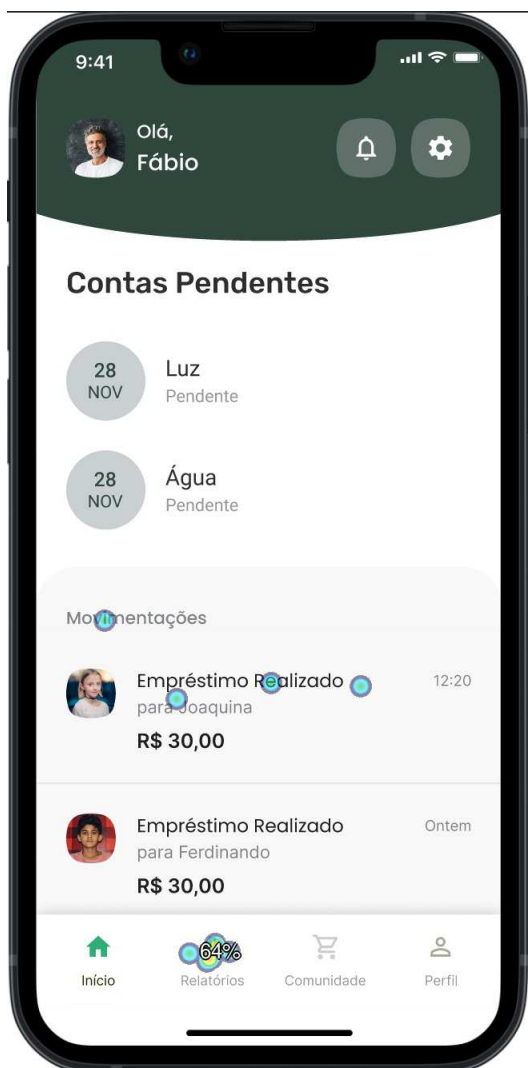 9:41
Olá,
Fábio
Contas Pendentes
28
NOV
Luz
Pendente
28
NOV
Água
Pendente
Movimentações
Empréstimo Realizado
12:20
para Joaquina
R$ 30,00
Empréstimo Realizado
Ontem
para Ferdinando
R$ 30,00
64%
Início
Relatórios
Comunidade
Perfil